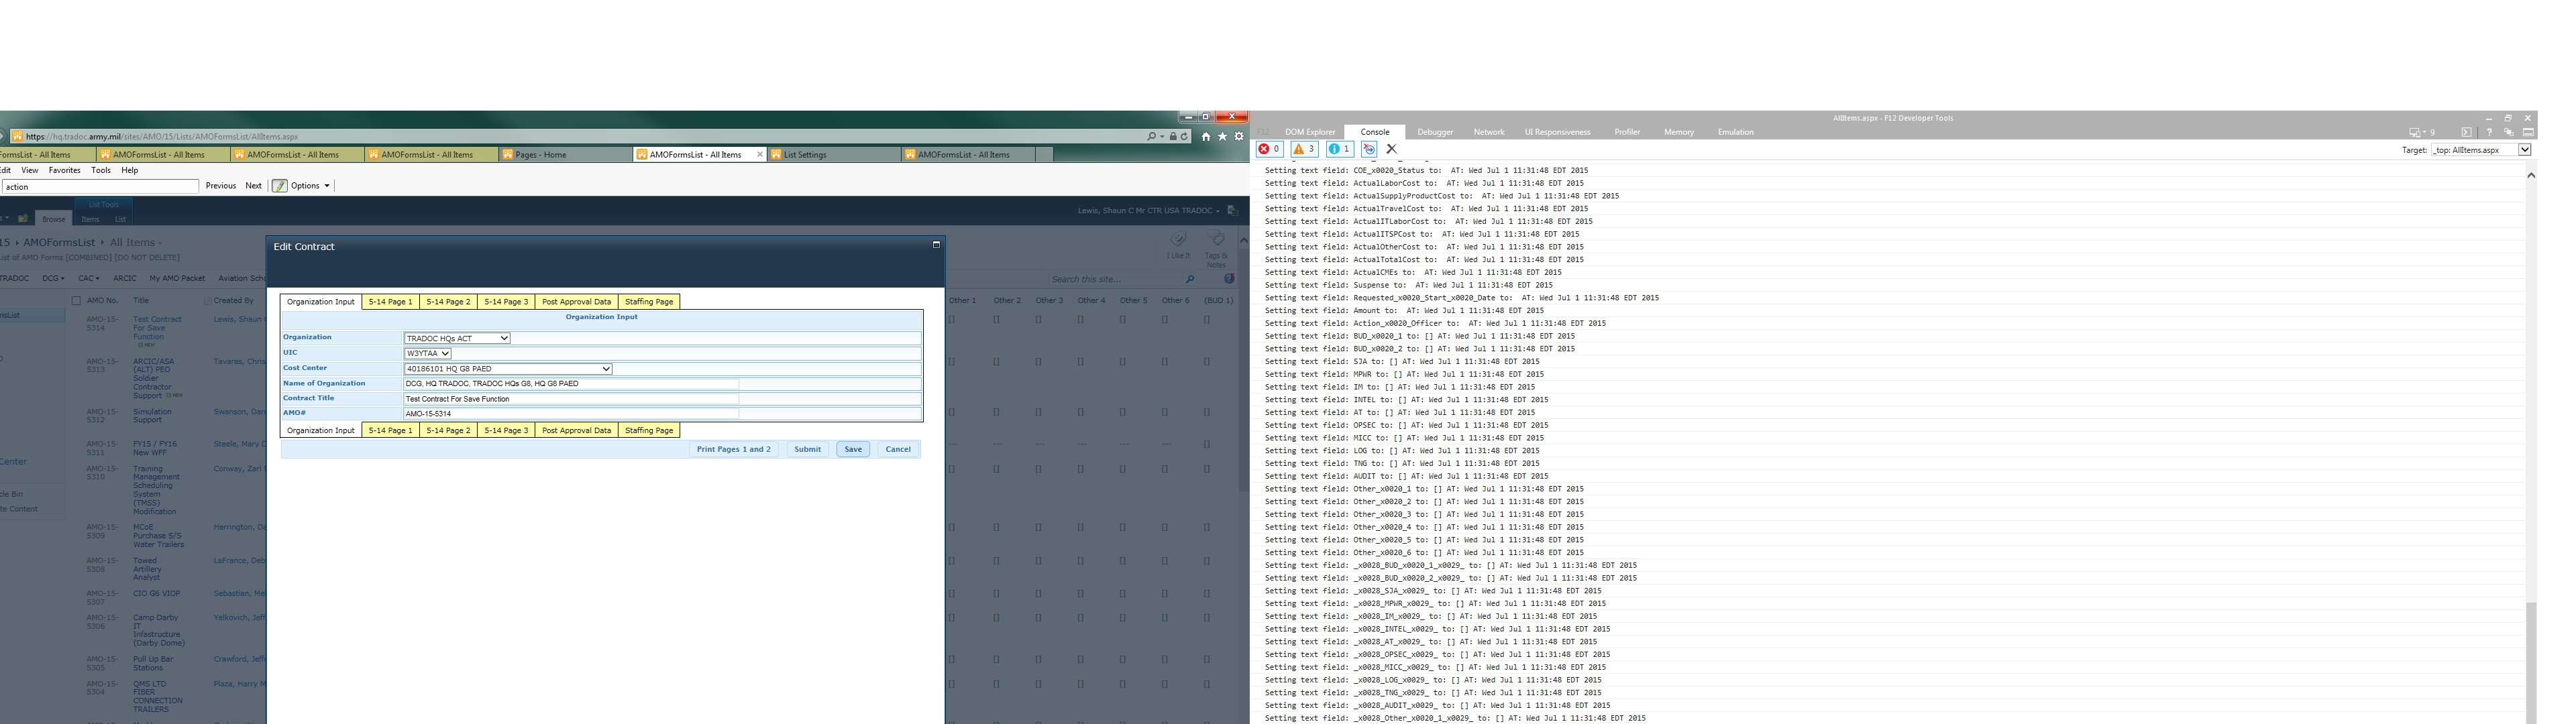 https://hq.tradoc.army.mil/sites/AMO/15/Lists/AMOFormsList/AllItems.aspx
FormsList - All Items
AMOFormsList - All Items
AMOFormsList - All Items
AMOFormsList - All Items
Pages - Home
AMOFormsList - All Items
List Settings
AMOFormsList - All Items
Edit View Favorites Tools Help
action Previous Next Options
List Tools
Browse Items List
Lewis, Shaun C Mr CTR USA TRADOC
15 AMOFormsList All Items
List of AMO Forms [COMBINED] [DO NOT DELETE]
I Like It Tags & Notes
TRADOC DCG CAC ARCIC My AMO Packet Aviation
Search this site...
AMO No. Title Created By
Other 1 Other 2 Other 3 Other 4 Other 5 Other 6 (BUD 1)
AMO-15-5314 Test Contract For Save Function NEW Lewis, Shaun
AMO-15-5313 ARCIC/ASA (ALT) PEO Soldier Contractor Support NEW Tavares, Chris
AMO-15-5312 Simulation Support Swanson,
AMO-15-5311 FY15 / FY16 New WFF Steele, Mary
AMO-15-5310 Training Management Scheduling System (TMSS) Modification Conway, Zari
AMO-15-5309 MCoE Purchase S/S Water Trailers Herrington,
AMO-15-5308 Towed Artillery Analyst LaFrance,
AMO-15-5307 CIO G6 VIOP Sebastian,
AMO-15-5306 Camp Darby IT Infastructure (Darby Dome) Yelkovich,
AMO-15-5305 Pull Up Bar Stations Crawford,
AMO-15-5304 QMS LTD FIBER CONNECTION TRAILERS Plaza, Harry M
Edit Contract
Organization Input 5-14 Page 1 5-14 Page 2 5-14 Page 3 Post Approval Data Staffing Page
Organization Input
Organization TRADOC HQs ACT
UIC W3YTAA
Cost Center 40186101 HQ G8 PAED
Name of Organization DCG, HQ TRADOC, TRADOC HQs G8, HQ G8 PAED
Contract Title Test Contract For Save Function
AMO# AMO-15-5314
Organization Input 5-14 Page 1 5-14 Page 2 5-14 Page 3 Post Approval Data Staffing Page
Print Pages 1 and 2 Submit Save Cancel
AllItems.aspx - F12 Developer Tools
F12 DOM Explorer Console Debugger Network UI Responsiveness Profiler Memory Emulation
9 ?
0 3 1
Target: _top: AllItems.aspx
Setting text field: COE_x0020_Status to: AT: Wed Jul 1 11:31:48 EDT 2015
Setting text field: ActualLaborCost to: AT: Wed Jul 1 11:31:48 EDT 2015
Setting text field: ActualSupplyProductCost to: AT: Wed Jul 1 11:31:48 EDT 2015
Setting text field: ActualTravelCost to: AT: Wed Jul 1 11:31:48 EDT 2015
Setting text field: ActualITLaborCost to: AT: Wed Jul 1 11:31:48 EDT 2015
Setting text field: ActualITSPCost to: AT: Wed Jul 1 11:31:48 EDT 2015
Setting text field: ActualOtherCost to: AT: Wed Jul 1 11:31:48 EDT 2015
Setting text field: ActualTotalCost to: AT: Wed Jul 1 11:31:48 EDT 2015
Setting text field: ActualCMEs to: AT: Wed Jul 1 11:31:48 EDT 2015
Setting text field: Suspense to: AT: Wed Jul 1 11:31:48 EDT 2015
Setting text field: Requested_x0020_Start_x0020_Date to: AT: Wed Jul 1 11:31:48 EDT 2015
Setting text field: Amount to: AT: Wed Jul 1 11:31:48 EDT 2015
Setting text field: Action_x0020_Officer to: AT: Wed Jul 1 11:31:48 EDT 2015
Setting text field: BUD_x0020_1 to: [] AT: Wed Jul 1 11:31:48 EDT 2015
Setting text field: BUD_x0020_2 to: [] AT: Wed Jul 1 11:31:48 EDT 2015
Setting text field: SJA to: [] AT: Wed Jul 1 11:31:48 EDT 2015
Setting text field: MPWR to: [] AT: Wed Jul 1 11:31:48 EDT 2015
Setting text field: IM to: [] AT: Wed Jul 1 11:31:48 EDT 2015
Setting text field: INTEL to: [] AT: Wed Jul 1 11:31:48 EDT 2015
Setting text field: AT to: [] AT: Wed Jul 1 11:31:48 EDT 2015
Setting text field: OPSEC to: [] AT: Wed Jul 1 11:31:48 EDT 2015
Setting text field: MICC to: [] AT: Wed Jul 1 11:31:48 EDT 2015
Setting text field: LOG to: [] AT: Wed Jul 1 11:31:48 EDT 2015
Setting text field: TNG to: [] AT: Wed Jul 1 11:31:48 EDT 2015
Setting text field: AUDIT to: [] AT: Wed Jul 1 11:31:48 EDT 2015
Setting text field: Other_x0020_1 to: [] AT: Wed Jul 1 11:31:48 EDT 2015
Setting text field: Other_x0020_2 to: [] AT: Wed Jul 1 11:31:48 EDT 2015
Setting text field: Other_x0020_3 to: [] AT: Wed Jul 1 11:31:48 EDT 2015
Setting text field: Other_x0020_4 to: [] AT: Wed Jul 1 11:31:48 EDT 2015
Setting text field: Other_x0020_5 to: [] AT: Wed Jul 1 11:31:48 EDT 2015
Setting text field: Other_x0020_6 to: [] AT: Wed Jul 1 11:31:48 EDT 2015
Setting text field: _x0028_BUD_x0020_1_x0029_ to: [] AT: Wed Jul 1 11:31:48 EDT 2015
Setting text field: _x0028_BUD_x0020_2_x0029_ to: [] AT: Wed Jul 1 11:31:48 EDT 2015
Setting text field: _x0028_SJA_x0029_ to: [] AT: Wed Jul 1 11:31:48 EDT 2015
Setting text field: _x0028_MPWR_x0029_ to: [] AT: Wed Jul 1 11:31:48 EDT 2015
Setting text field: _x0028_IM_x0029_ to: [] AT: Wed Jul 1 11:31:48 EDT 2015
Setting text field: _x0028_INTEL_x0029_ to: [] AT: Wed Jul 1 11:31:48 EDT 2015
Setting text field: _x0028_AT_x0029_ to: [] AT: Wed Jul 1 11:31:48 EDT 2015
Setting text field: _x0028_OPSEC_x0029_ to: [] AT: Wed Jul 1 11:31:48 EDT 2015
Setting text field: _x0028_MICC_x0029_ to: [] AT: Wed Jul 1 11:31:48 EDT 2015
Setting text field: _x0028_LOG_x0029_ to: [] AT: Wed Jul 1 11:31:48 EDT 2015
Setting text field: _x0028_TNG_x0029_ to: [] AT: Wed Jul 1 11:31:48 EDT 2015
Setting text field: _x0028_AUDIT_x0029_ to: [] AT: Wed Jul 1 11:31:48 EDT 2015
Setting text field: _x0028_Other_x0020_1_x0029_ to: [] AT: Wed Jul 1 11:31:48 EDT 2015